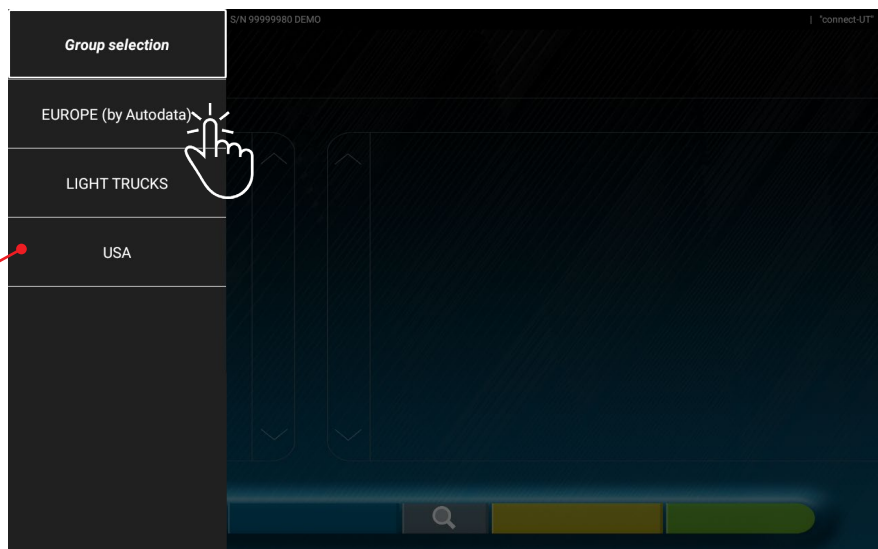 S/N 99999980 DEMO | "connect-UT"
Group selection
EUROPE (by Autodata)
LIGHT TRUCKS
USA